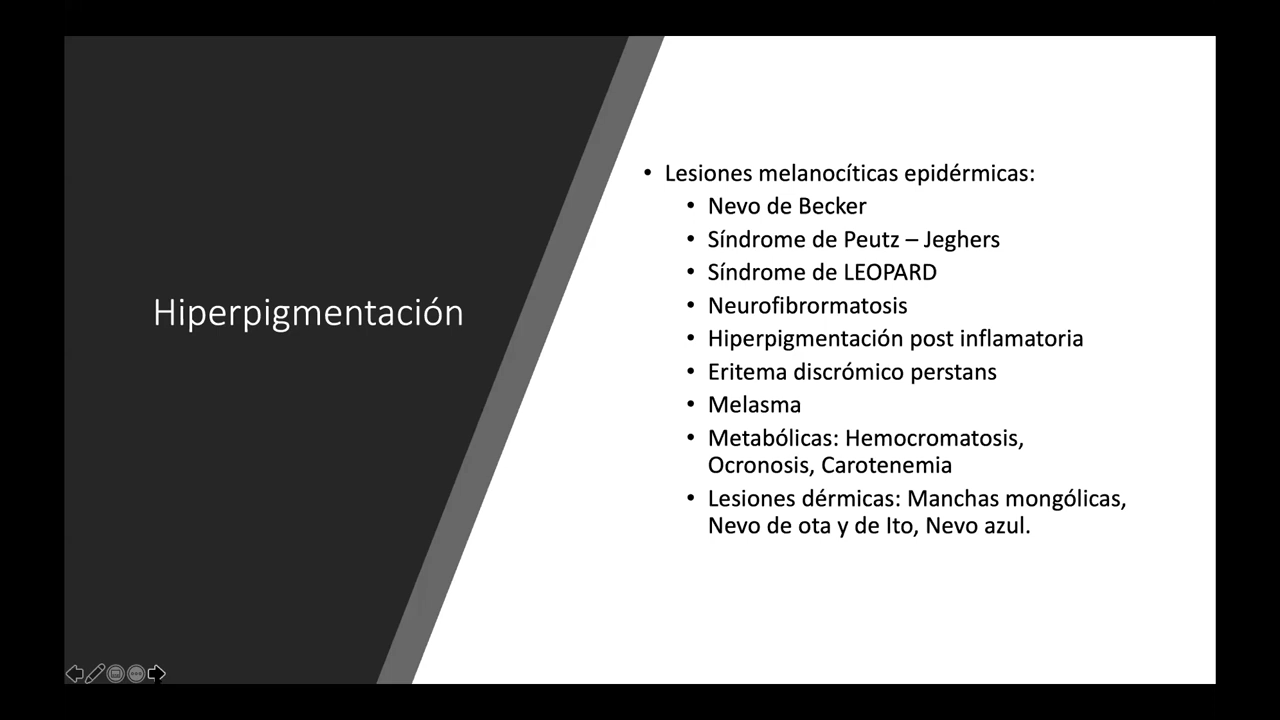 Hiperpigmentación
• Lesiones melanocíticas epidérmicas:
• Nevo de Becker
• Síndrome de Peutz – Jeghers
• Síndrome de LEOPARD
• Neurofibrormatosis
• Hiperpigmentación post inflamatoria
• Eritema discrómico perstans
• Melasma
• Metabólicas: Hemocromatosis,
Ocronosis, Carotenemia
• Lesiones dérmicas: Manchas mongólicas,
Nevo de ota y de Ito, Nevo azul.